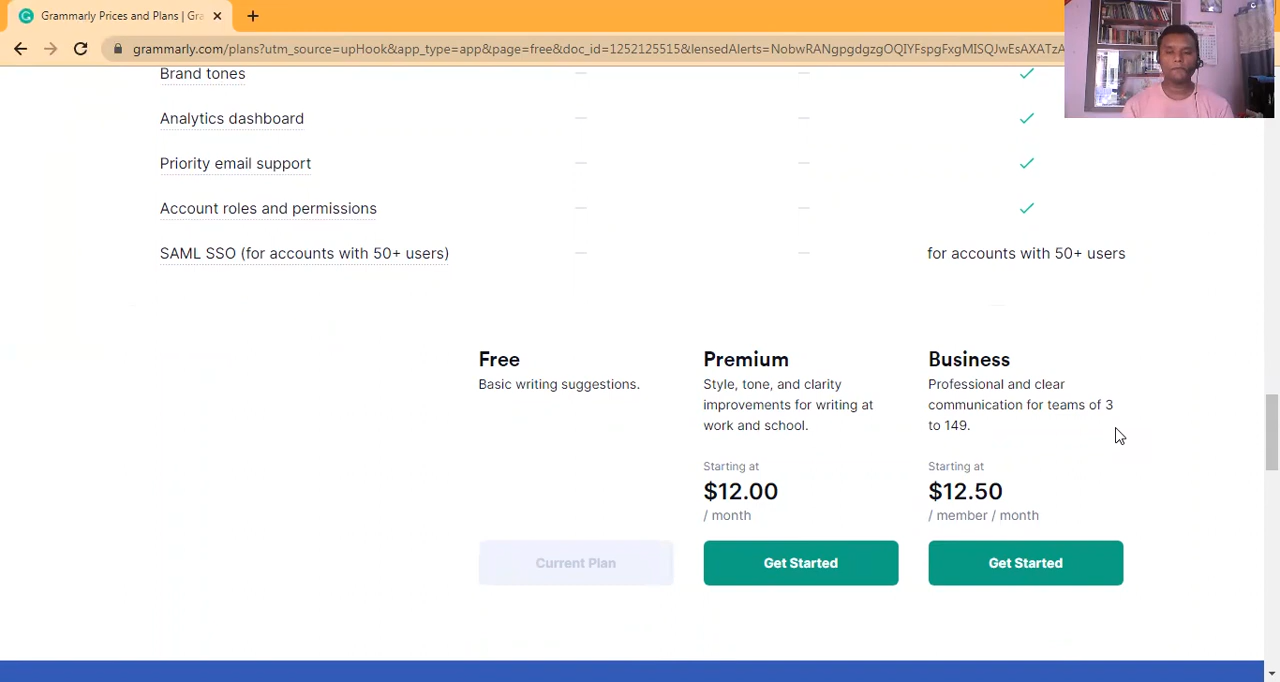 Grammarly Prices and Plans | Gra
grammarly.com/plans?utm_source=upHook&app_type=app&page=free&doc_id=1252125515&lensedAlerts=NobwRANgpgdgzgOQIYFspgFxgMISQJwEsAXATzA
Brand tones
Analytics dashboard
Priority email support
Account roles and permissions
SAML SSO (for accounts with 50+ users) for accounts with 50+ users
Free
Basic writing suggestions.
Current Plan
Premium
Style, tone, and clarity
improvements for writing at
work and school.
Starting at
$12.00
/ month
Get Started
Business
Professional and clear
communication for teams of 3
to 149.
Starting at
$12.50
/ member / month
Get Started